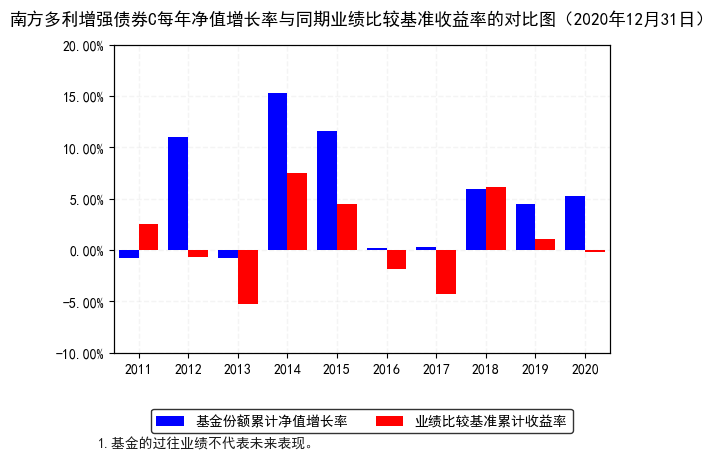 南方多利增强债券C每年净值增长率与同期业绩比较基准收益率的对比图（2020年12月31日）
20.00%
15.00%
10.00%
5.00%
0.00%
-5.00%
-10.00%
2011 2012 2013 2014 2015 2016 2017 2018 2019 2020
基金份额累计净值增长率 业绩比较基准累计收益率
1.基金的过往业绩不代表未来表现。